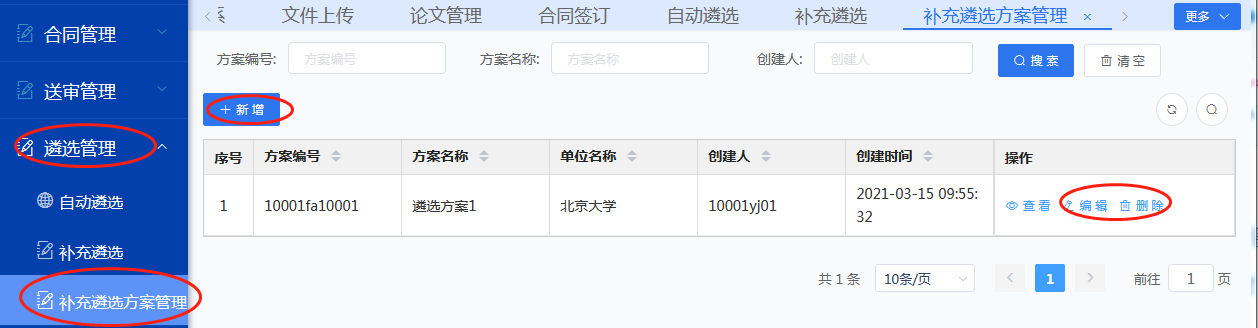 合同管理
送审管理
遴选管理
自动遴选
补充遴选
补充遴选方案管理
文件上传 论文管理 合同签订 自动遴选 补充遴选 补充遴选方案管理 × 更多
方案编号: 方案编号 方案名称: 方案名称 创建人: 创建人 搜索 清空
+ 新增
序号 方案编号 方案名称 单位名称 创建人 创建时间 操作
1 10001fa10001 遴选方案1 北京大学 10001yj01 2021-03-15 09:55:
32 查看 编辑 删除
共 1 条 10条/页 1 前往 1 页